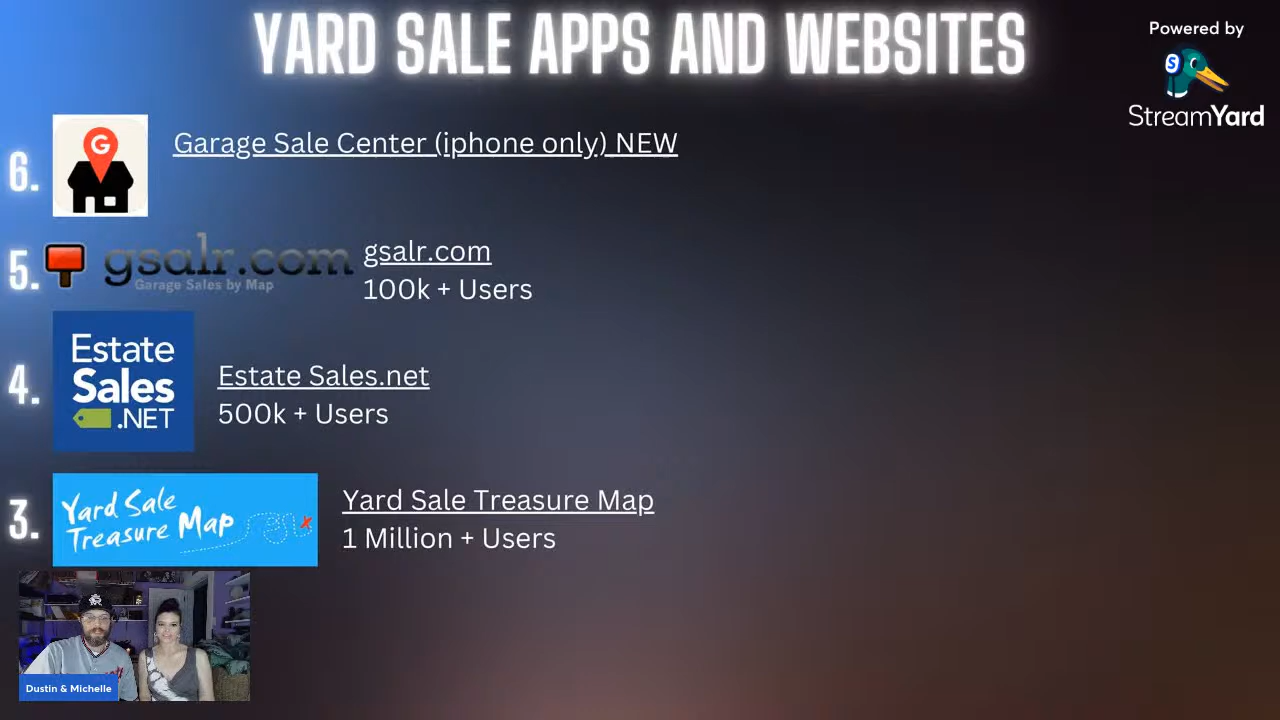 YARD SALE APPS AND WEBSITES
Powered by
S
StreamYard
6.
G
Garage Sale Center (iphone only) NEW
5.
gsalr.com
Garage Sales by Map
gsalr.com
100k + Users
4.
Estate
Sales
.NET
Estate Sales.net
500k + Users
3.
Yard Sale
Treasure Map
x
Yard Sale Treasure Map
1 Million + Users
Dustin & Michelle